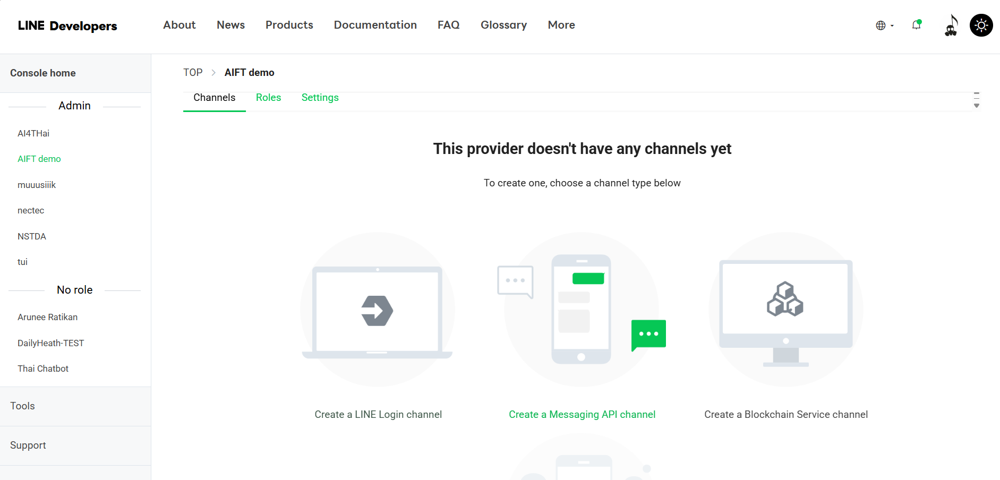 LINE Developers
About News Products Documentation FAQ Glossary More
Console home
Admin
AI4THai
AIFT demo
muuusiiik
nectec
NSTDA
tui
No role
Arunee Ratikan
DailyHeath-TEST
Thai Chatbot
Tools
Support
TOP > AIFT demo
Channels Roles Settings
This provider doesn't have any channels yet
To create one, choose a channel type below
Create a LINE Login channel
Create a Messaging API channel
Create a Blockchain Service channel